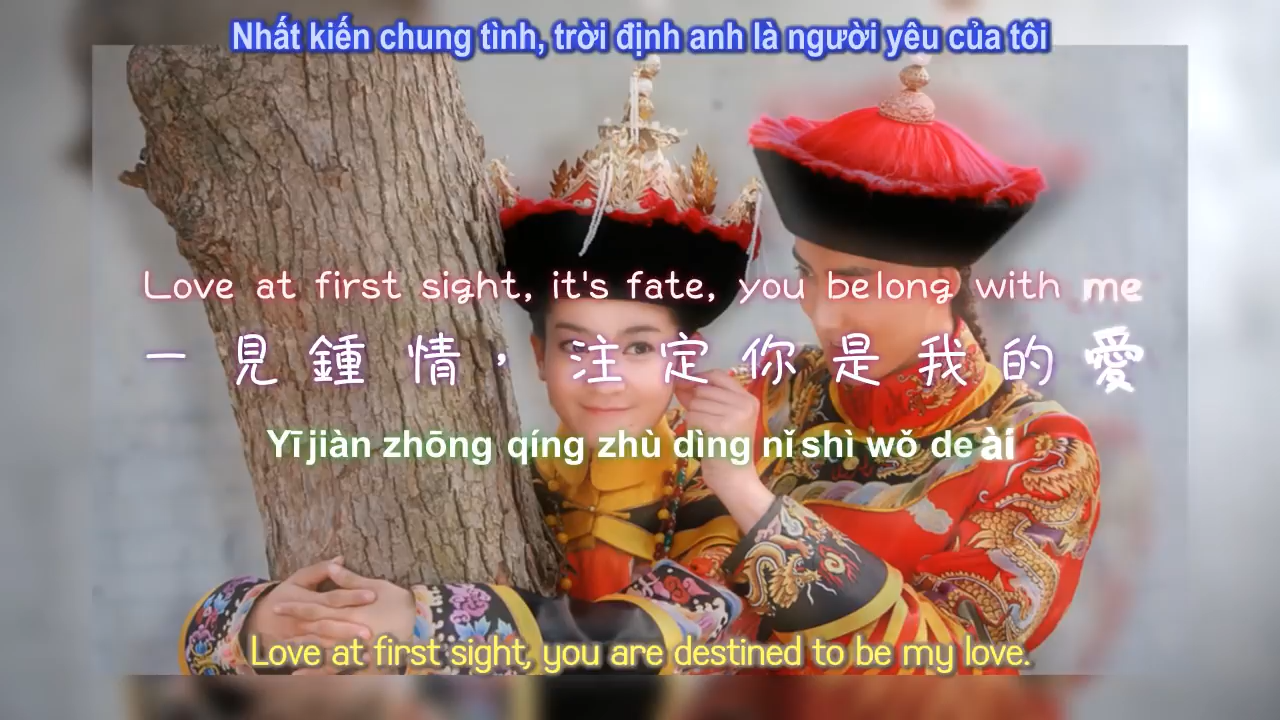 Nhất kiến chung tình, trời định anh là người yêu của tôi
Love at first sight, it's fate, you belong with me
一見鍾情，注定你是我的愛
Yījiàn zhōng qíng zhù dìng nǐ shì wǒ de ài
Love at first sight, you are destined to be my love.